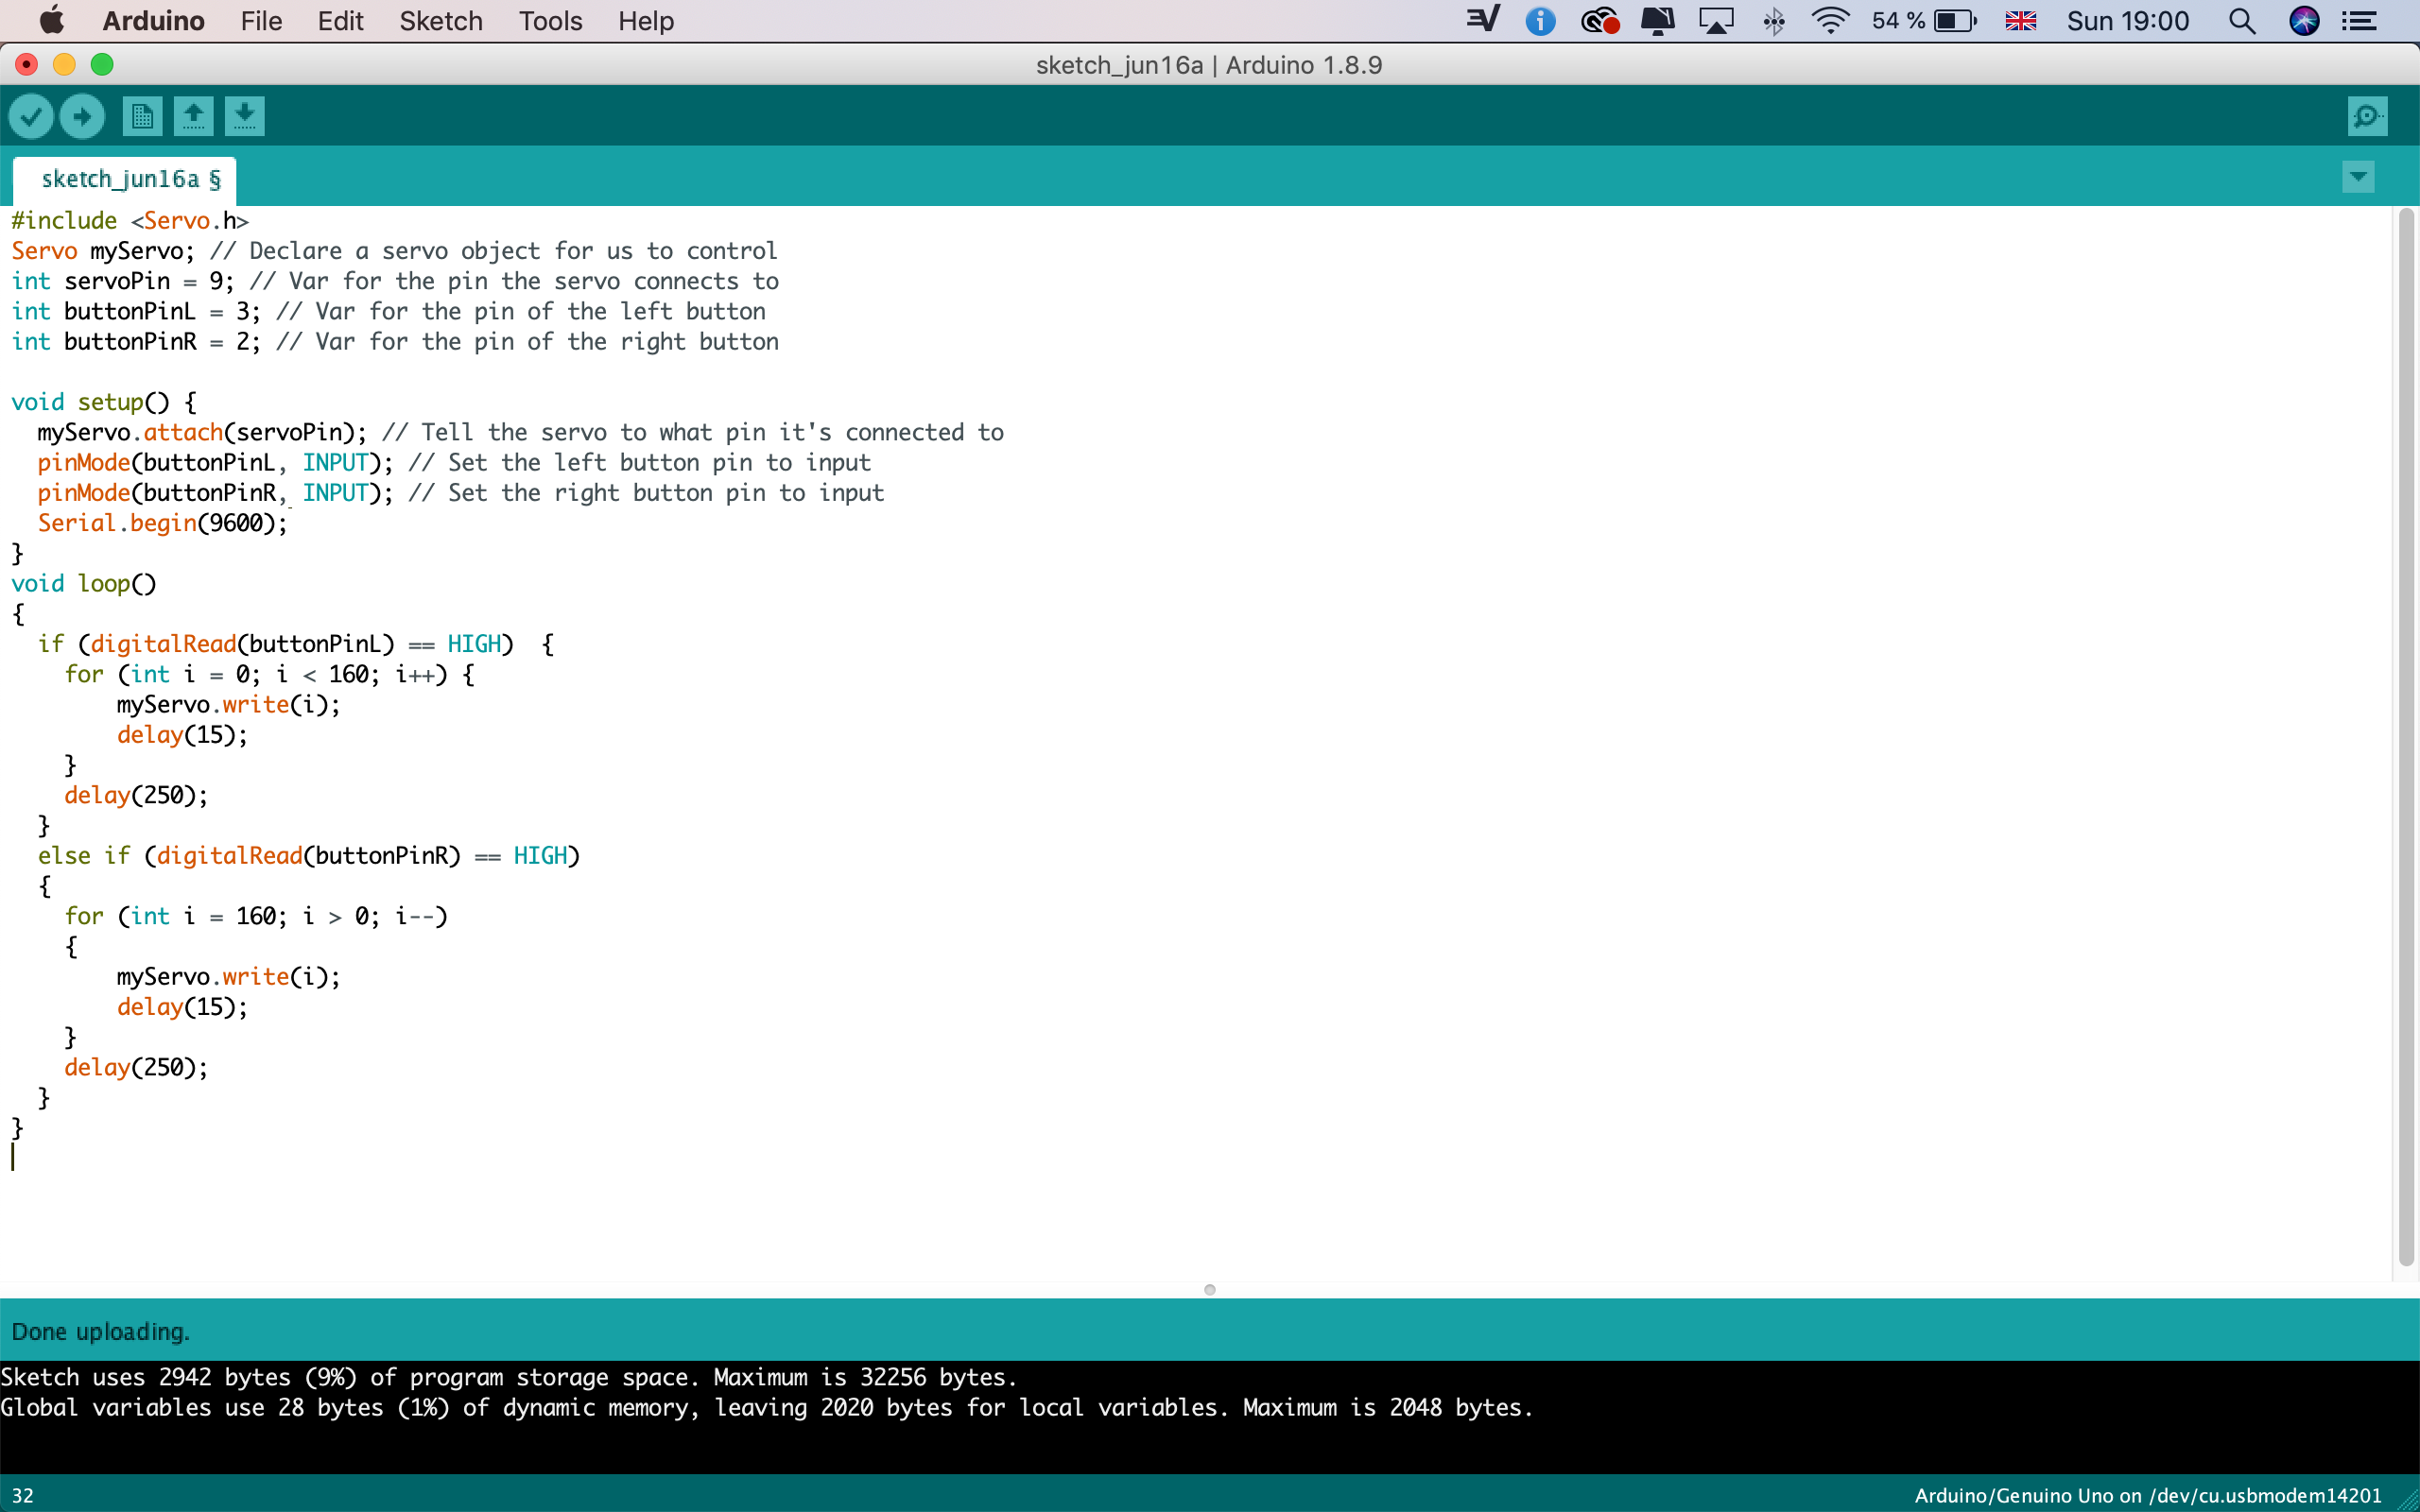 Arduino File Edit Sketch Tools Help 54 % Sun 19:00
sketch_jun16a | Arduino 1.8.9
sketch_jun16a §
#include <Servo.h>
Servo myServo; // Declare a servo object for us to control
int servoPin = 9; // Var for the pin the servo connects to
int buttonPinL = 3; // Var for the pin of the left button
int buttonPinR = 2; // Var for the pin of the right button
void setup() {
myServo.attach(servoPin); // Tell the servo to what pin it's connected to
pinMode(buttonPinL, INPUT); // Set the left button pin to input
pinMode(buttonPinR, INPUT); // Set the right button pin to input
Serial.begin(9600);
}
void loop()
{
if (digitalRead(buttonPinL) == HIGH)  {
for (int i = 0; i < 160; i++) {
myServo.write(i);
delay(15);
}
delay(250);
}
else if (digitalRead(buttonPinR) == HIGH)
{
for (int i = 160; i > 0; i--)
{
myServo.write(i);
delay(15);
}
delay(250);
}
}
Done uploading.
Sketch uses 2942 bytes (9%) of program storage space. Maximum is 32256 bytes.
Global variables use 28 bytes (1%) of dynamic memory, leaving 2020 bytes for local variables. Maximum is 2048 bytes.
32 Arduino/Genuino Uno on /dev/cu.usbmodem14201